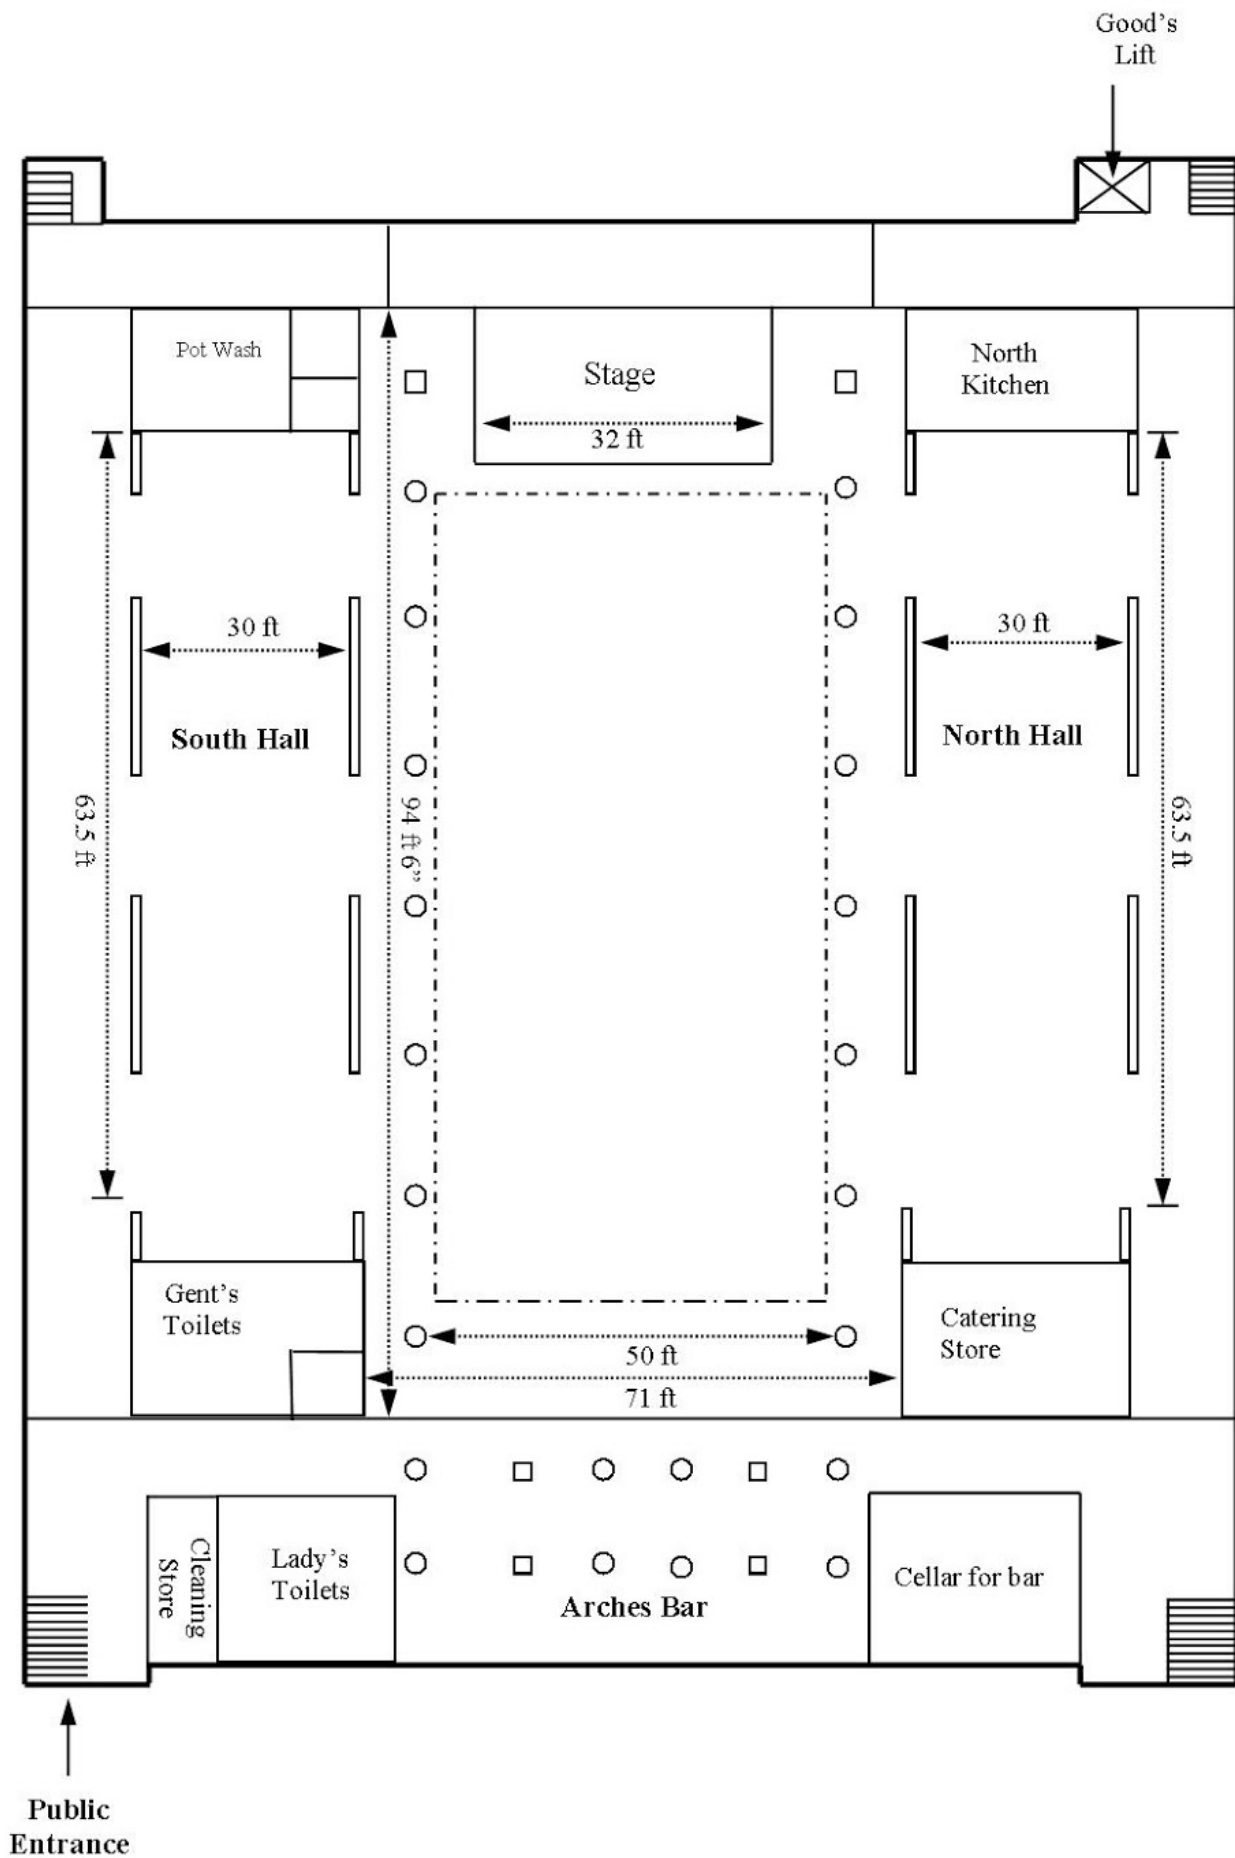 Good’s
Lift
Pot Wash
Stage
North
Kitchen
32 ft
30 ft
30 ft
South Hall
North Hall
63.5 ft
94 ft 6”
63.5 ft
Gent’s
Toilets
Catering
Store
50 ft
71 ft
Cleaning
Store
Lady’s
Toilets
Cellar for bar
Arches Bar
Public
Entrance